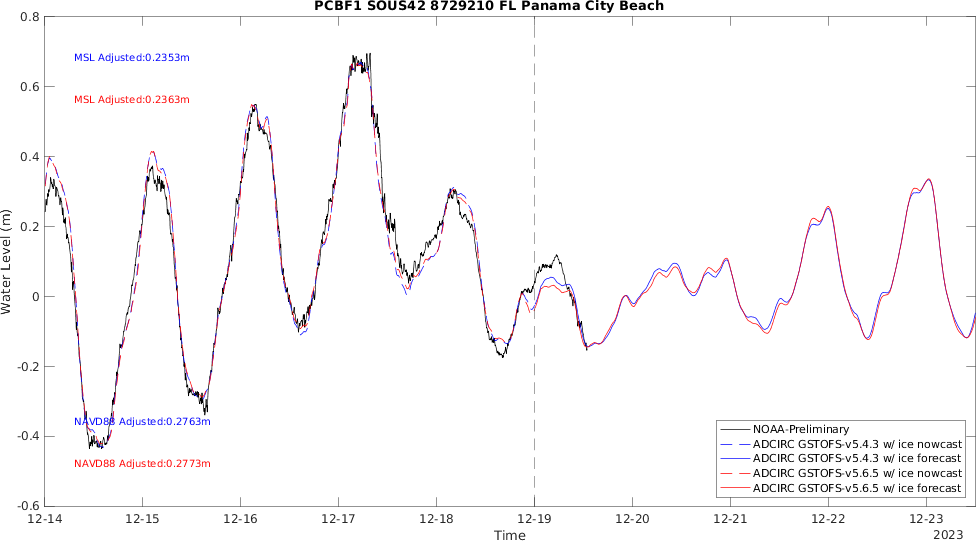 PCBF1 SOUS42 8729210 FL Panama City Beach
0.8
0.6
0.4
0.2
0
-0.2
-0.4
-0.6
Water Level (m)
MSL Adjusted:0.2353m
MSL Adjusted:0.2363m
NAVD88 Adjusted:0.2763m
NAVD88 Adjusted:0.2773m
NOAA-Preliminary
ADCIRC GSTOFS-v5.4.3 w/ ice nowcast
ADCIRC GSTOFS-v5.4.3 w/ ice forecast
ADCIRC GSTOFS-v5.6.5 w/ ice nowcast
ADCIRC GSTOFS-v5.6.5 w/ ice forecast
12-14 12-15 12-16 12-17 12-18 12-19 12-20 12-21 12-22 12-23
Time
2023